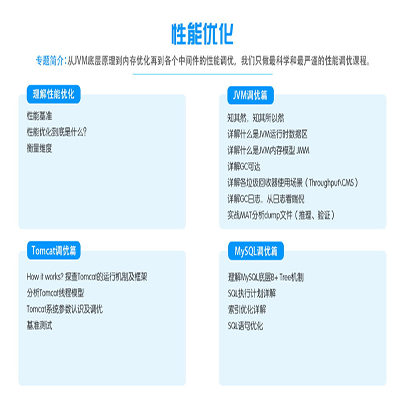 性能优化
专题简介：从JVM底层原理到内存优化再到各个中间件的性能调优，我们只做最科学和最严谨的性能调优课程。
理解性能优化
性能基准
性能优化到底是什么？
衡量维度
JVM调优篇
知其然，知其所以然
详解什么是JVM运行时数据区
详解什么是JVM内存模型 JMM
详解GC可达
详解各垃圾回收器使用场景（Throughput\CMS）
详解GC日志、从日志看端倪
实战MAT分析dump文件（推理、验证）
Tomcat调优篇
How it works? 探查Tomcat的运行机制及框架
分析Tomcat线程模型
Tomcat系统参数认识及调优
基准测试
MySQL调优篇
理解MySQL底层B+ Tree机制
SQL执行计划详解
索引优化详解
SQL语句优化